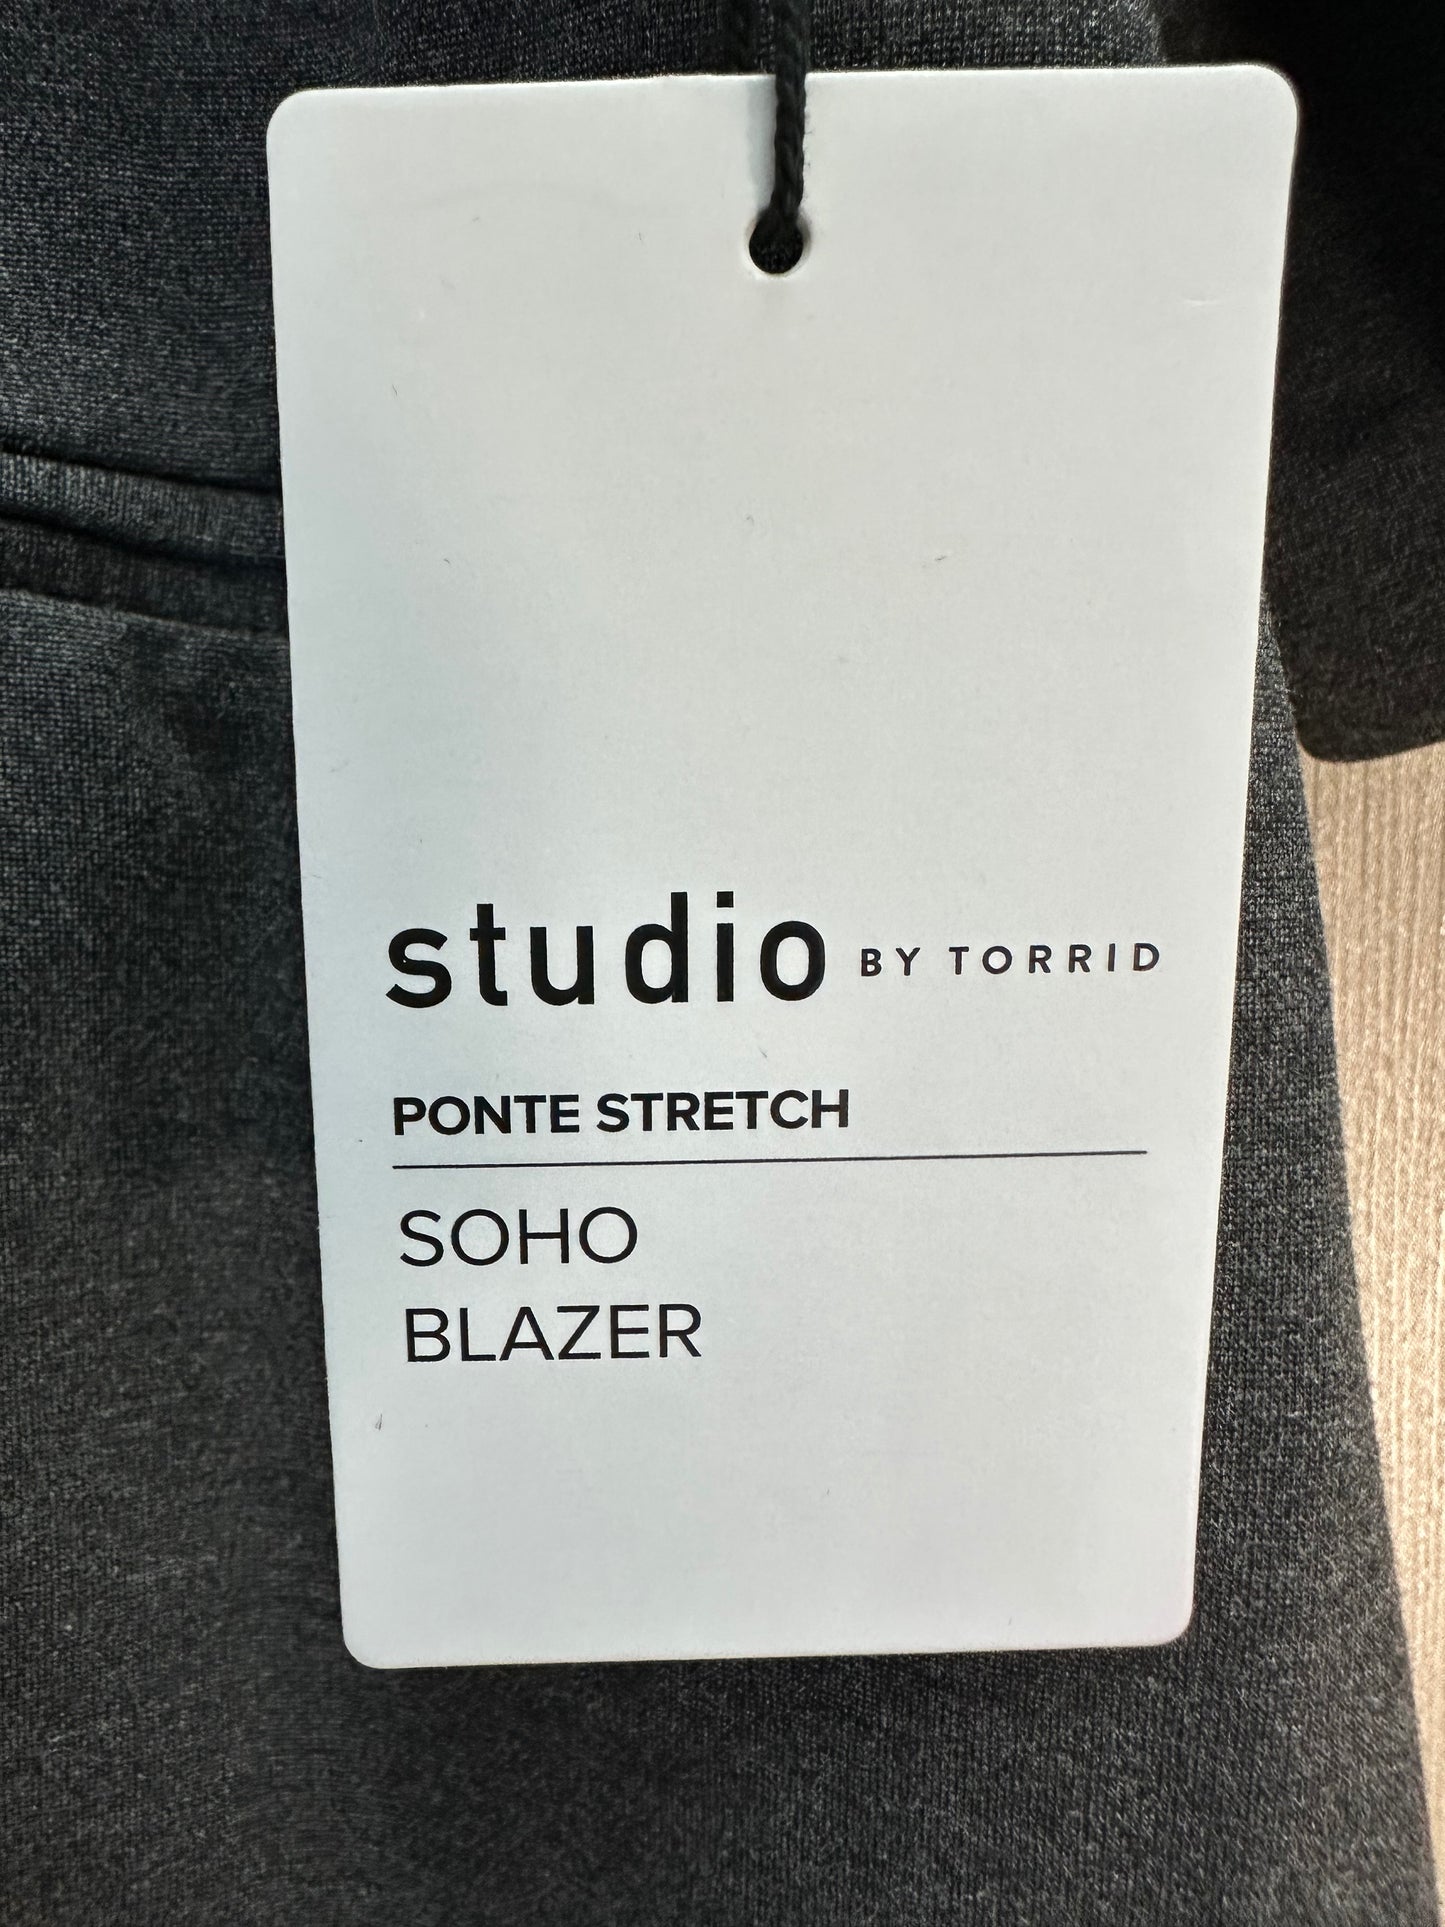 studio BY TORRID
PONTE STRETCH
SOHO
BLAZER